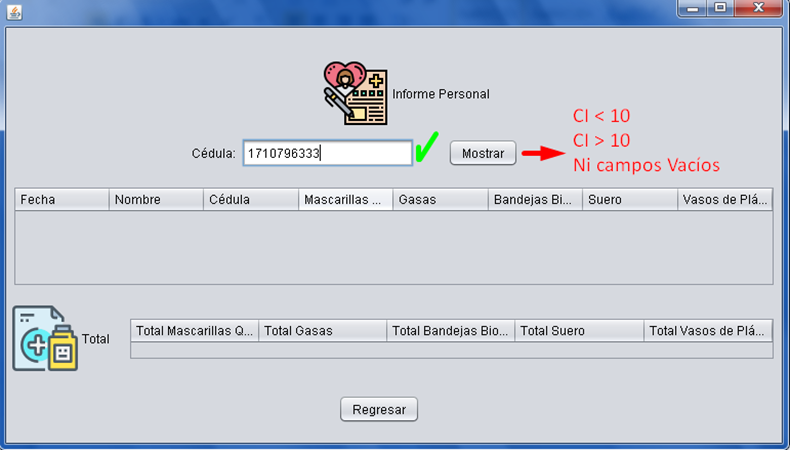 Informe Personal
CI < 10
CI > 10
Ni campos Vacíos
Cédula: 1710796333 Mostrar
Fecha Nombre Cédula Mascarillas ... Gasas Bandejas Bi... Suero Vasos de Plá...
Total
Total Mascarillas Q... Total Gasas Total Bandejas Bio... Total Suero Total Vasos de Plá...
Regresar